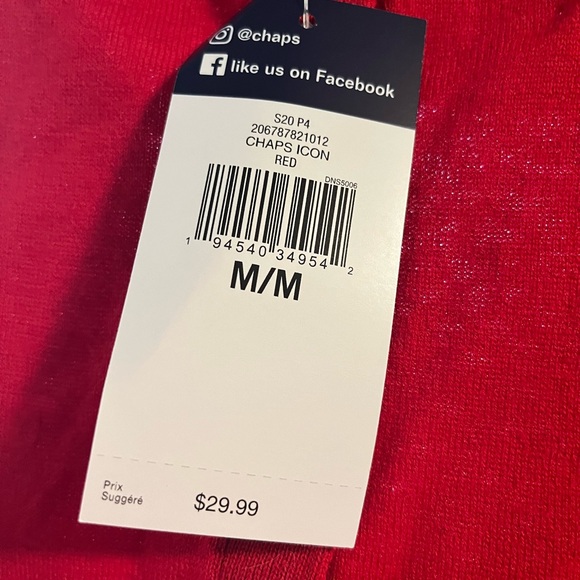 @chaps
like us on Facebook
S20 P4
206787821012
CHAPS ICON
RED
DNS5006
1 94540 34954 2
M/M
Prix
Suggéré
$29.99